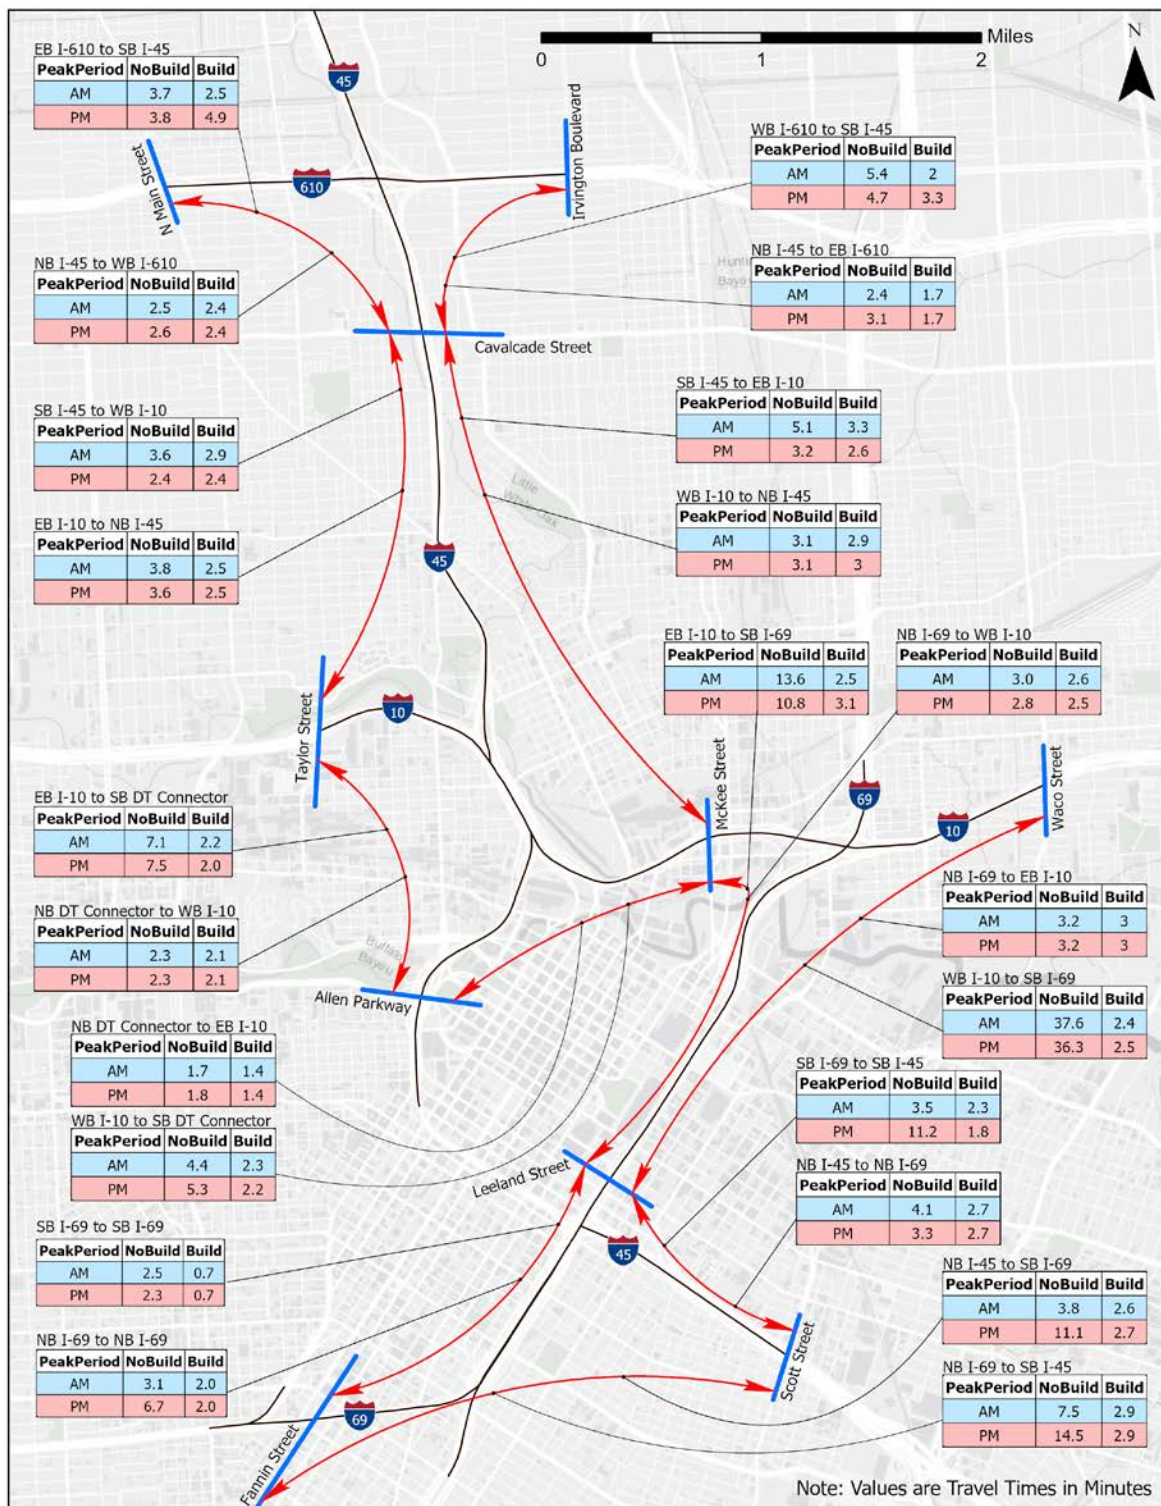 Miles
0 1 2
N
EB I-610 to SB I-45
PeakPeriod NoBuild Build
AM 3.7 2.5
PM 3.8 4.9
45
Irvington Boulevard
WB I-610 to SB I-45
PeakPeriod NoBuild Build
AM 5.4 2
PM 4.7 3.3
N Main Street
610
NB I-45 to WB I-610
PeakPeriod NoBuild Build
AM 2.5 2.4
PM 2.6 2.4
NB I-45 to EB I-610
PeakPeriod NoBuild Build
AM 2.4 1.7
PM 3.1 1.7
Cavalcade Street
SB I-45 to WB I-10
PeakPeriod NoBuild Build
AM 3.6 2.9
PM 2.4 2.4
SB I-45 to EB I-10
PeakPeriod NoBuild Build
AM 5.1 3.3
PM 3.2 2.6
Little
White Oak
EB I-10 to NB I-45
PeakPeriod NoBuild Build
AM 3.8 2.5
PM 3.6 2.5
45
WB I-10 to NB I-45
PeakPeriod NoBuild Build
AM 3.1 2.9
PM 3.1 3
EB I-10 to SB I-69
PeakPeriod NoBuild Build
AM 13.6 2.5
PM 10.8 3.1
NB I-69 to WB I-10
PeakPeriod NoBuild Build
AM 3.0 2.6
PM 2.8 2.5
Taylor Street
10
McKee Street
69
10
Waco Street
EB I-10 to SB DT Connector
PeakPeriod NoBuild Build
AM 7.1 2.2
PM 7.5 2.0
NB I-69 to EB I-10
PeakPeriod NoBuild Build
AM 3.2 3
PM 3.2 3
NB DT Connector to WB I-10
PeakPeriod NoBuild Build
AM 2.3 2.1
PM 2.3 2.1
Buffalo
Bayou
Allen Parkway
WB I-10 to SB I-69
PeakPeriod NoBuild Build
AM 37.6 2.4
PM 36.3 2.5
NB DT Connector to EB I-10
PeakPeriod NoBuild Build
AM 1.7 1.4
PM 1.8 1.4
SB I-69 to SB I-45
PeakPeriod NoBuild Build
AM 3.5 2.3
PM 11.2 1.8
WB I-10 to SB DT Connector
PeakPeriod NoBuild Build
AM 4.4 2.3
PM 5.3 2.2
Leeland Street
NB I-45 to NB I-69
PeakPeriod NoBuild Build
AM 4.1 2.7
PM 3.3 2.7
SB I-69 to SB I-69
PeakPeriod NoBuild Build
AM 2.5 0.7
PM 2.3 0.7
45
NB I-45 to SB I-69
PeakPeriod NoBuild Build
AM 3.8 2.6
PM 11.1 2.7
NB I-69 to NB I-69
PeakPeriod NoBuild Build
AM 3.1 2.0
PM 6.7 2.0
Scott Street
NB I-69 to SB I-45
PeakPeriod NoBuild Build
AM 7.5 2.9
PM 14.5 2.9
69
Fannin Street
Note: Values are Travel Times in Minutes